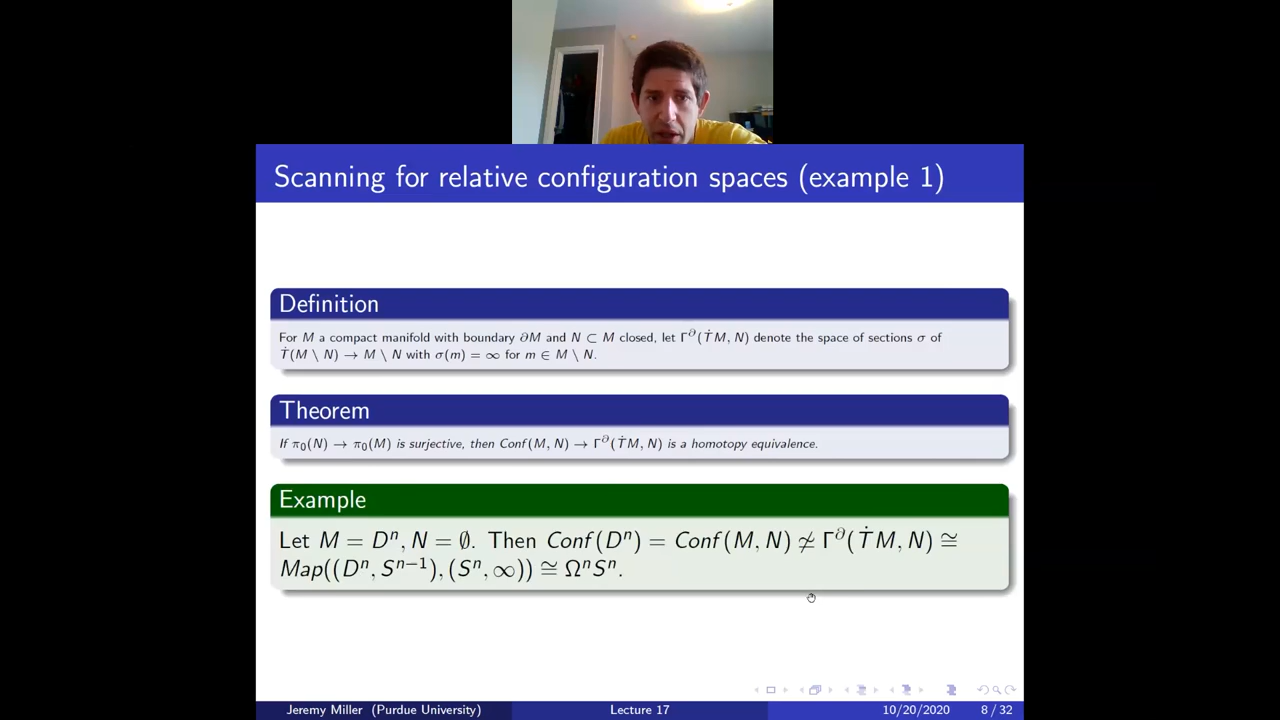 Scanning for relative configuration spaces (example 1)
Definition
For M a compact manifold with boundary ∂M and N ⊂ M closed, let Γ^∂(ṪM, N) denote the space of sections σ of
Ṫ(M \ N) → M \ N with σ(m) = ∞ for m ∈ M \ N.
Theorem
If π₀(N) → π₀(M) is surjective, then Conf(M, N) → Γ^∂(ṪM, N) is a homotopy equivalence.
Example
Let M = Dⁿ, N = ∅. Then Conf(Dⁿ) = Conf(M, N) ≄ Γ^∂(ṪM, N) ≅
Map((Dⁿ, Sⁿ⁻¹), (Sⁿ, ∞)) ≅ ΩⁿSⁿ.
Jeremy Miller (Purdue University) Lecture 17 10/20/2020 8 / 32